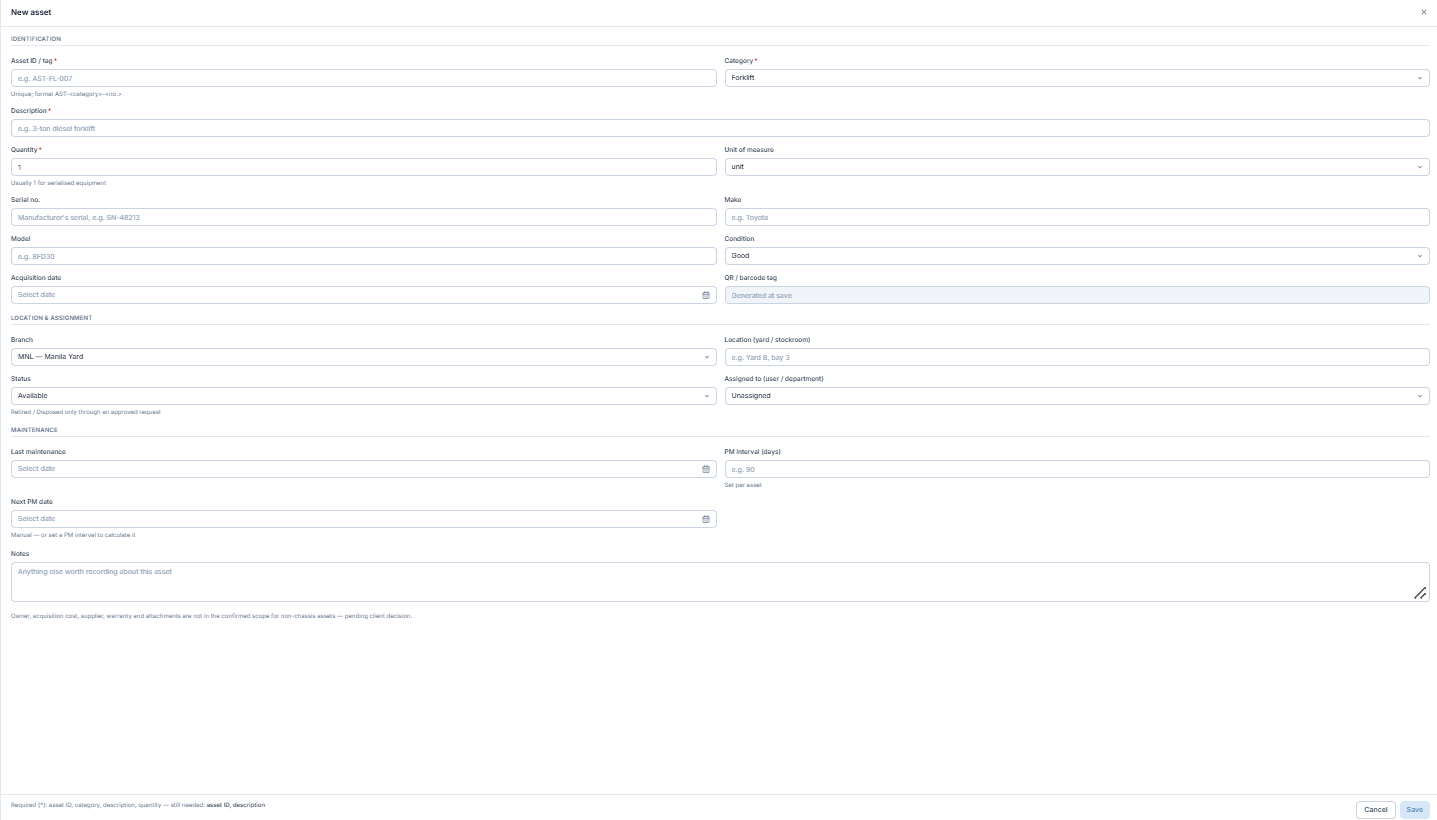 New asset
IDENTIFICATION
Asset ID / tag *
Category *
e.g. AST-FL-007
Forklift
Unique; format AST-<category>-<no.>
Description *
e.g. 3-ton diesel forklift
Quantity *
Unit of measure
1
unit
Usually 1 for serialised equipment
Serial no.
Make
Manufacturer's serial, e.g. SN-48213
e.g. Toyota
Model
Condition
e.g. 8FD30
Good
Acquisition date
QR / barcode tag
Select date
Generated at save
LOCATION & ASSIGNMENT
Branch
Location (yard / stockroom)
MNL — Manila Yard
e.g. Yard B, bay 3
Status
Assigned to (user / department)
Available
Unassigned
Retired / Disposed only through an approved request
MAINTENANCE
Last maintenance
PM interval (days)
Select date
e.g. 90
Set per asset
Next PM date
Select date
Manual — or set a PM interval to calculate it
Notes
Anything else worth recording about this asset
Owner, acquisition cost, supplier, warranty and attachments are not in the confirmed scope for non-chassis assets — pending client decision.
Required (*): asset ID, category, description, quantity — still needed: asset ID, description
Cancel
Save